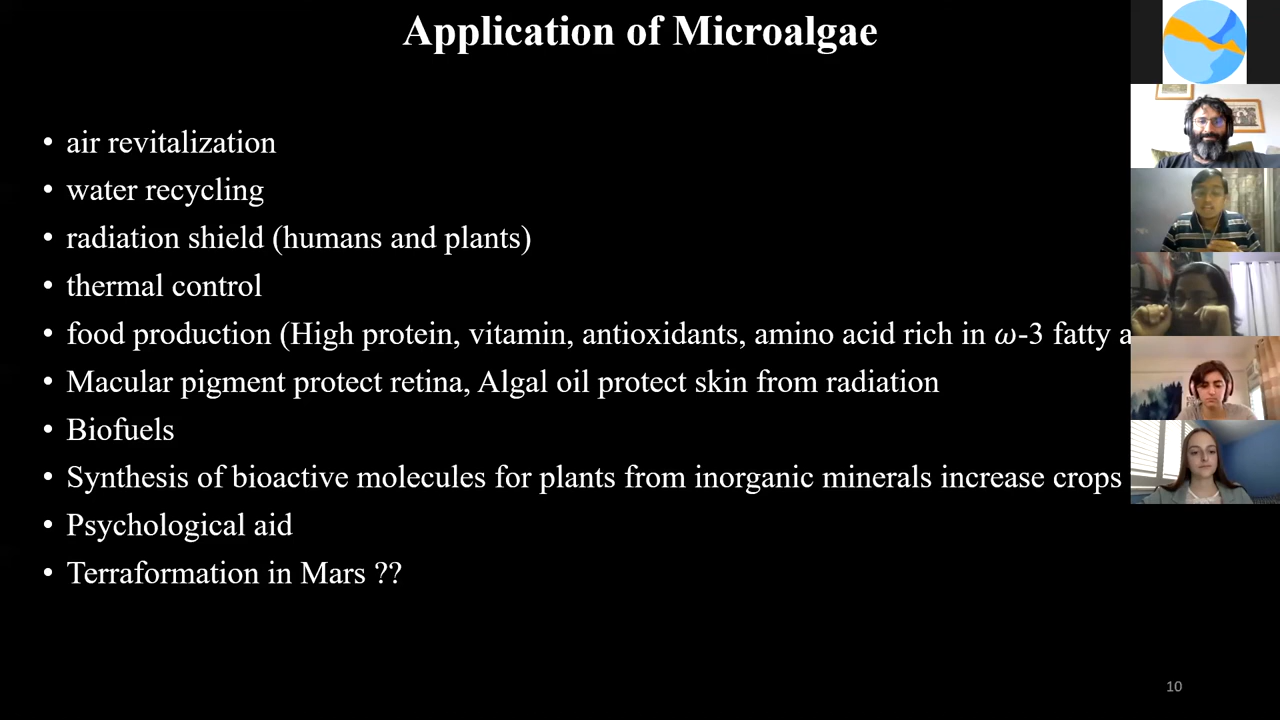 Application of Microalgae
• air revitalization
• water recycling
• radiation shield (humans and plants)
• thermal control
• food production (High protein, vitamin, antioxidants, amino acid rich in ω-3 fatty a
• Macular pigment protect retina, Algal oil protect skin from radiation
• Biofuels
• Synthesis of bioactive molecules for plants from inorganic minerals increase crops
• Psychological aid
• Terraformation in Mars ??
10